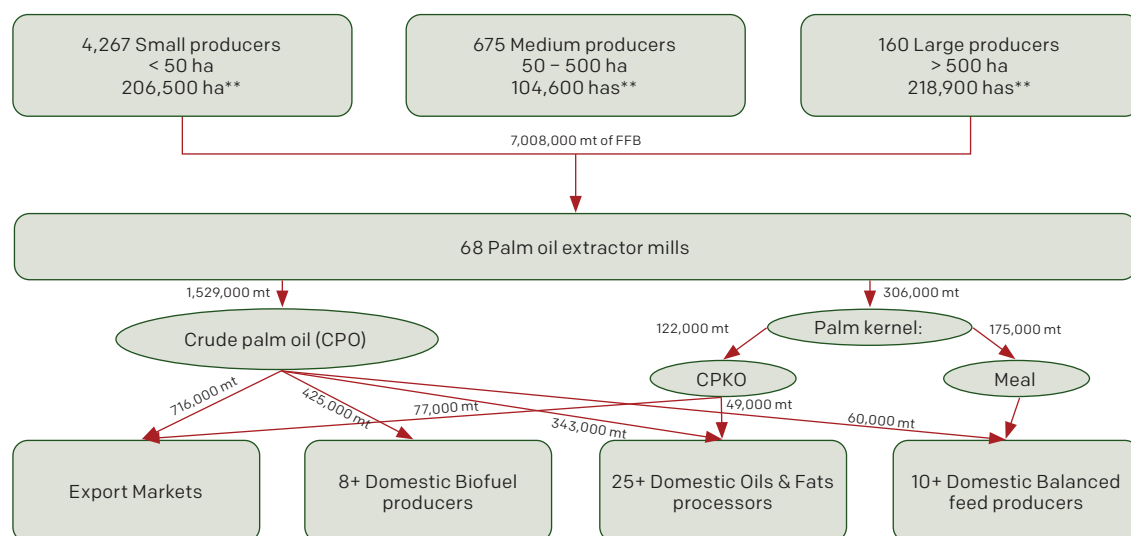 4,267 Small producers
< 50 ha
206,500 ha**
675 Medium producers
50 – 500 ha
104,600 has**
160 Large producers
> 500 ha
218,900 has**
7,008,000 mt of FFB
68 Palm oil extractor mills
1,529,000 mt
306,000 mt
Crude palm oil (CPO)
122,000 mt
Palm kernel:
175,000 mt
CPKO
Meal
716,000 mt
425,000 mt
77,000 mt
343,000 mt
49,000 mt
60,000 mt
Export Markets
8+ Domestic Biofuel
producers
25+ Domestic Oils & Fats
processors
10+ Domestic Balanced
feed producers